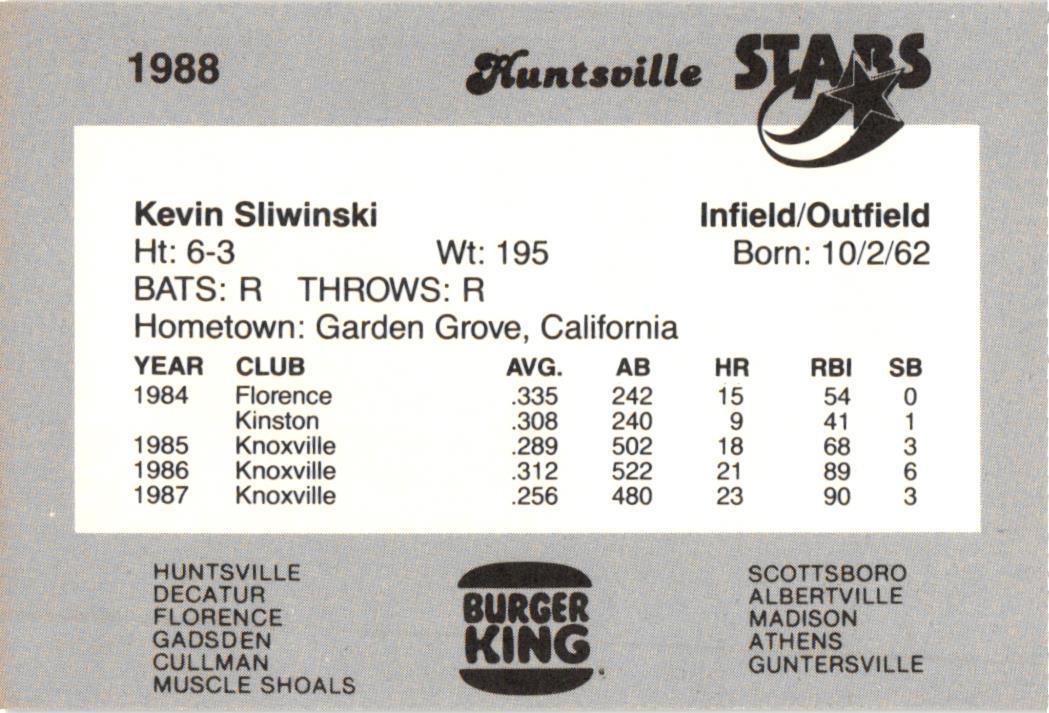 1988 Huntsville STARS
Kevin Sliwinski Infield/Outfield
Ht: 6-3 Wt: 195 Born: 10/2/62
BATS: R THROWS: R
Hometown: Garden Grove, California
YEAR CLUB AVG. AB HR RBI SB
1984 Florence .335 242 15 54 0
Kinston .308 240 9 41 1
1985 Knoxville .289 502 18 68 3
1986 Knoxville .312 522 21 89 6
1987 Knoxville .256 480 23 90 3
HUNTSVILLE
DECATUR
FLORENCE
GADSDEN
CULLMAN
MUSCLE SHOALS
BURGER
KING
SCOTTSBORO
ALBERTVILLE
MADISON
ATHENS
GUNTERSVILLE